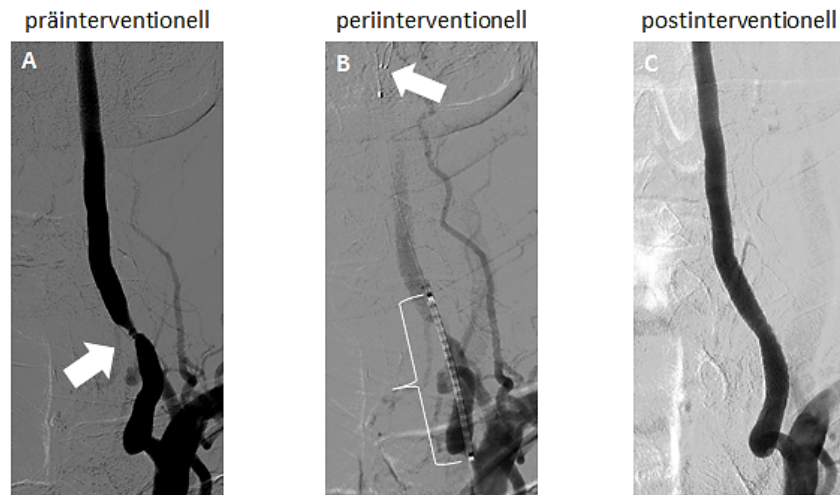 präinterventionell
periinterventionell
postinterventionell
A
B
C